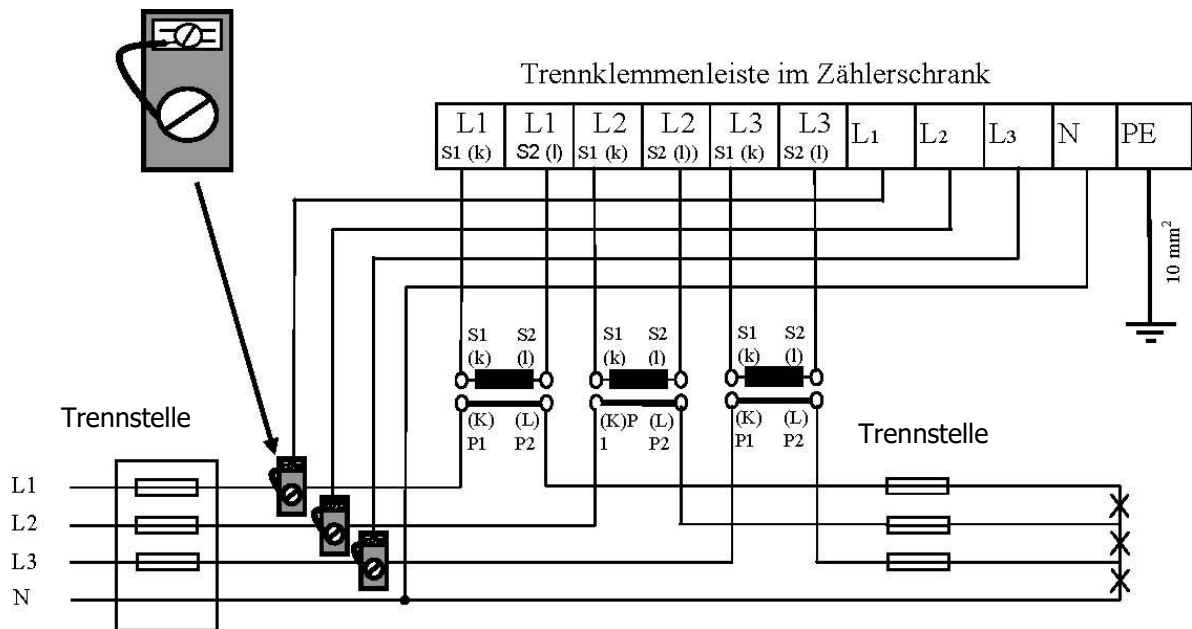 Trennklemmenleiste im Zählerschrank
L1 L1 L2 L2 L3 L3 L1 L2 L3 N PE
S1 (k) S2 (l) S1 (k) S2 (l)) S1 (k) S2 (l)
10 mm²
S1 S2 S1 S2 S1 S2
(k) (l) (k) (l) (k) (l)
Trennstelle
(K) (L) (K)P (L) (K) (L)
P1 P2 1 P2 P1 P2
Trennstelle
L1
L2
L3
N